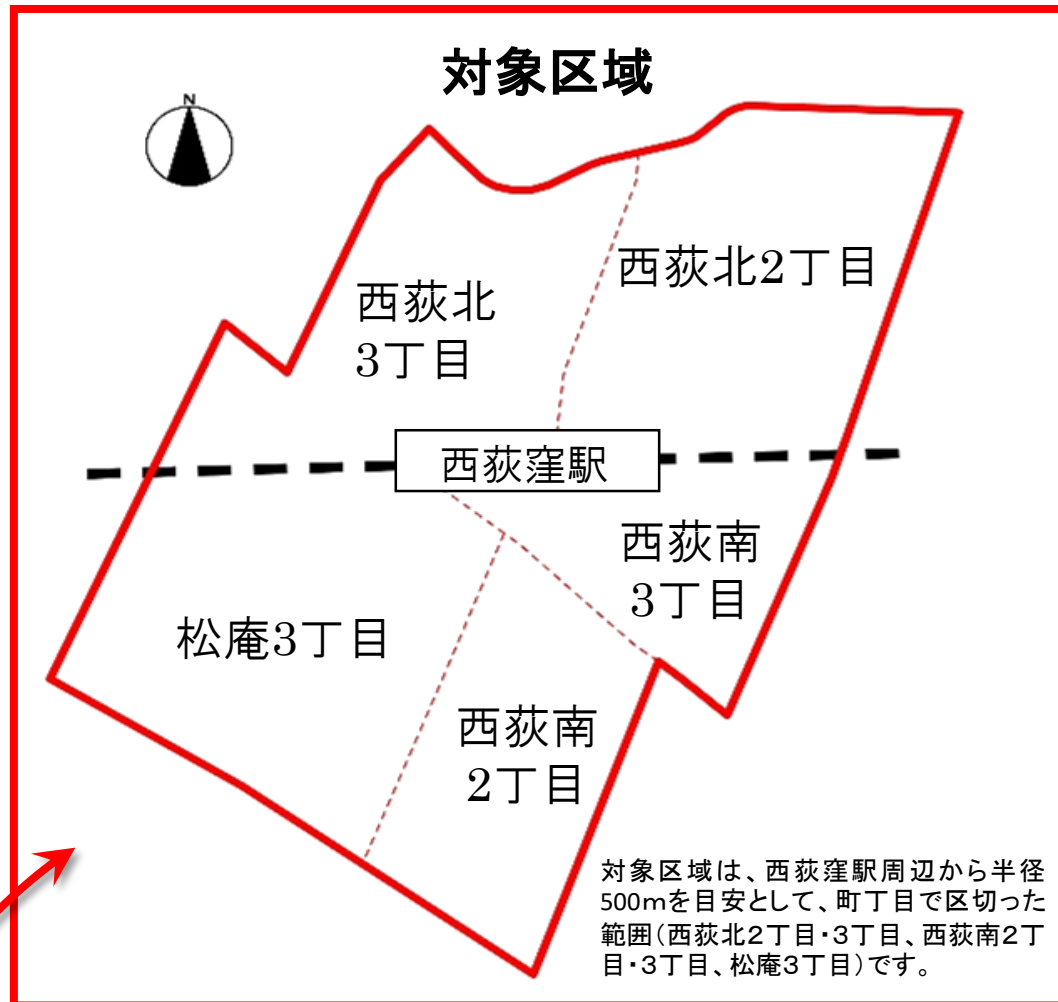 対象区域
N
西荻北2丁目
西荻北
3丁目
西荻窪駅
西荻南
3丁目
松庵3丁目
西荻南
2丁目
対象区域は、西荻窪駅周辺から半径
500mを目安として、町丁目で区切った
範囲(西荻北2丁目・3丁目、西荻南2丁
目・3丁目、松庵3丁目)です。